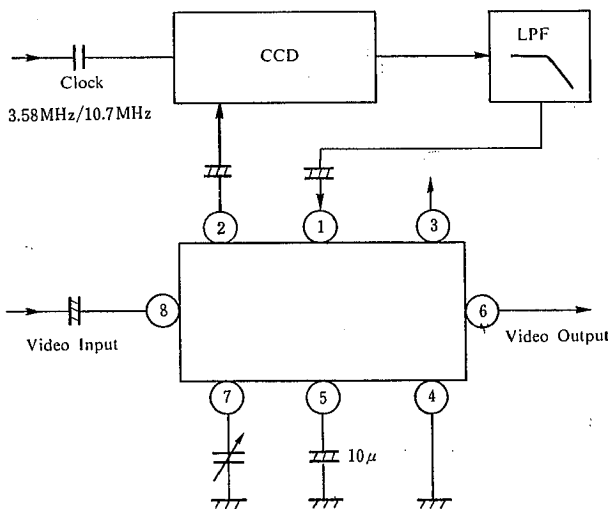 LPF
CCD
Clock
3.58MHz/10.7MHz
2
1
3
8
6
Video Input
Video Output
7
5
4
10μ